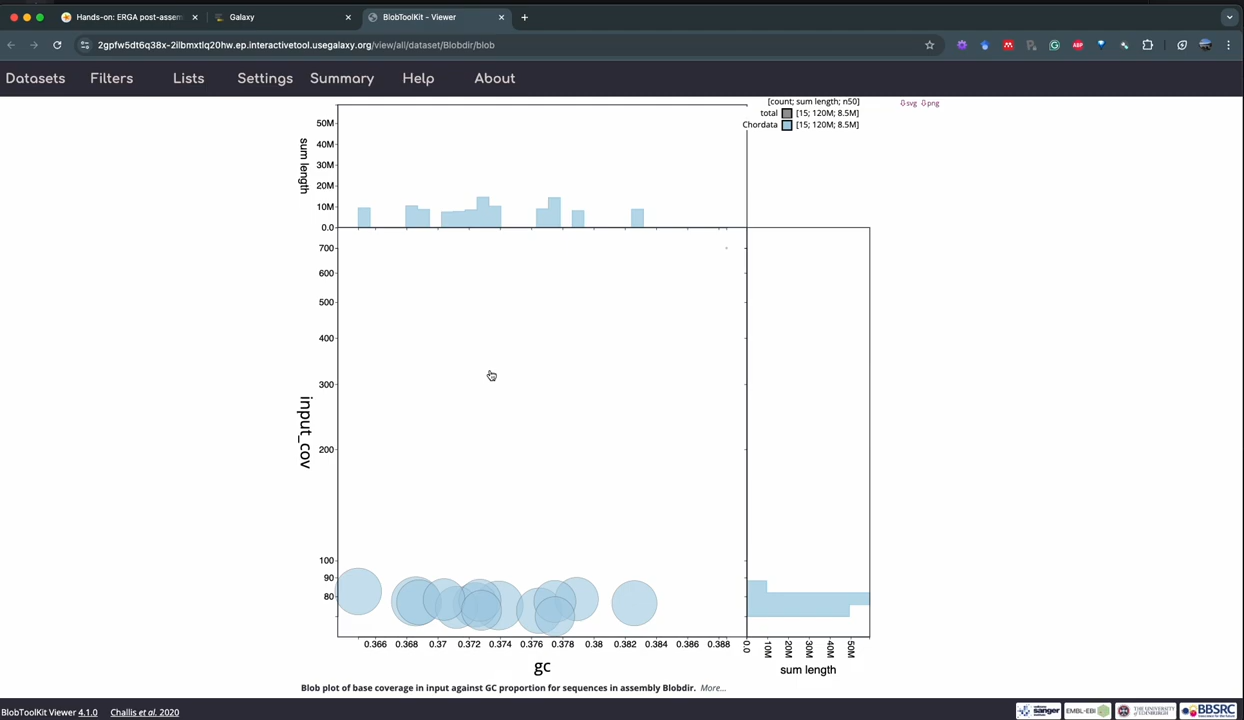 Hands-on: ERGA post-assem
Galaxy
BlobToolKit - Viewer
2gpfw5dt6q38x-2ilbmxtlq20hw.ep.interactivetool.usegalaxy.org/view/all/dataset/Blobdir/blob
Datasets Filters Lists Settings Summary Help About
[count; sum length; n50]
total [15; 120M; 8.5M]
Chordata [15; 120M; 8.5M]
svg png
sum length
50M
40M
30M
20M
10M
0.0
input_cov
700
600
500
400
300
200
100
90
80
0.366 0.368 0.37 0.372 0.374 0.376 0.378 0.38 0.382 0.384 0.386 0.388
gc
0.0 10M 20M 30M 40M 50M
sum length
Blob plot of base coverage in input against GC proportion for sequences in assembly Blobdir. More...
BlobToolKit Viewer 4.1.0 Challis et al. 2020
sanger
EMBL-EBI
BBSRC